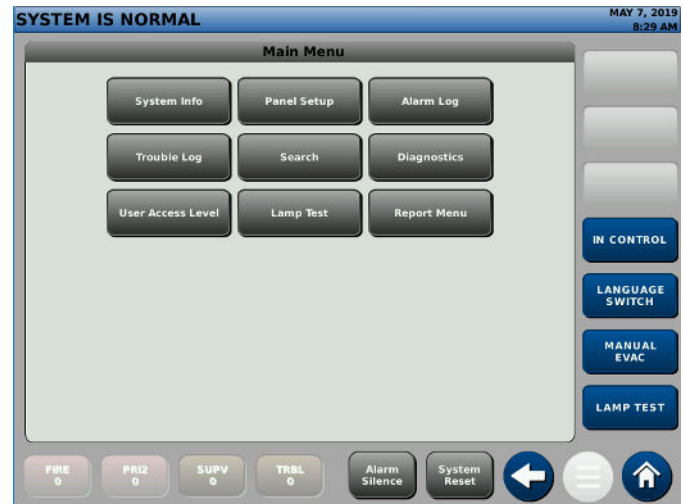 SYSTEM IS NORMAL
MAY 7, 2019
8:29 AM
Main Menu
System Info
Panel Setup
Alarm Log
Trouble Log
Search
Diagnostics
User Access Level
Lamp Test
Report Menu
IN CONTROL
LANGUAGE
SWITCH
MANUAL
EVAC
LAMP TEST
FIRE
0
PRI2
0
SUPV
0
TRBL
0
Alarm
Silence
System
Reset